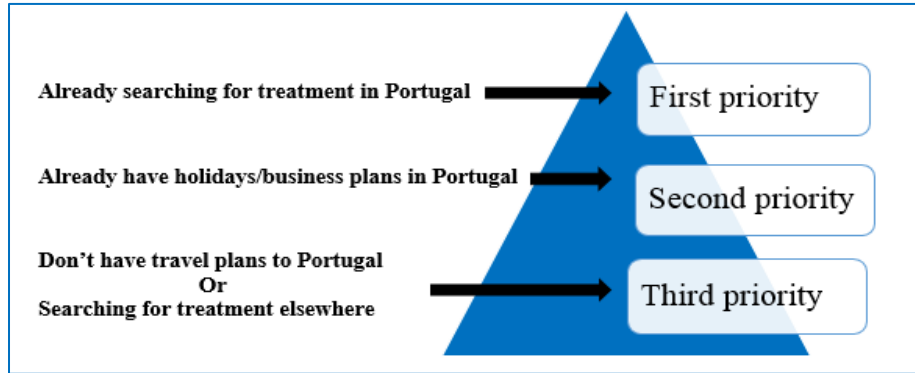 Already searching for treatment in Portugal
First priority
Already have holidays/business plans in Portugal
Second priority
Don't have travel plans to Portugal
Or
Searching for treatment elsewhere
Third priority